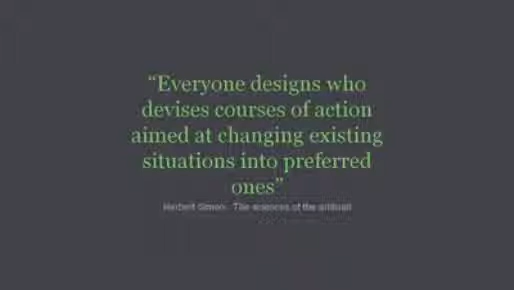 “Everyone designs who
devises courses of action
aimed at changing existing
situations into preferred
ones”
Herbert Simon - The sciences of the artificial